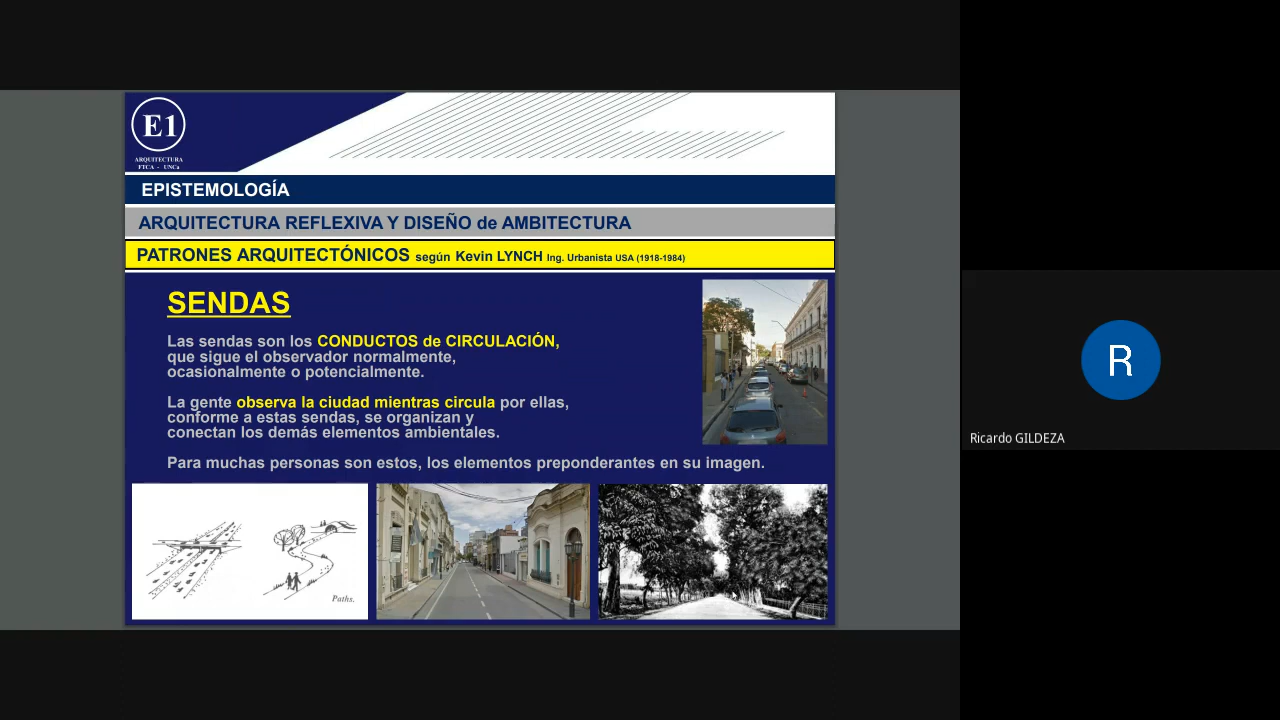 E1
ARQUITECTURA
FTCA - UNCa
EPISTEMOLOGÍA
ARQUITECTURA REFLEXIVA Y DISEÑO de AMBITECTURA
PATRONES ARQUITECTÓNICOS según Kevin LYNCH Ing. Urbanista USA (1918-1984)
SENDAS
Las sendas son los CONDUCTOS de CIRCULACIÓN,
que sigue el observador normalmente,
ocasionalmente o potencialmente.
La gente observa la ciudad mientras circula por ellas,
conforme a estas sendas, se organizan y
conectan los demás elementos ambientales.
Para muchas personas son estos, los elementos preponderantes en su imagen.
Paths.
R
Ricardo GILDEZA